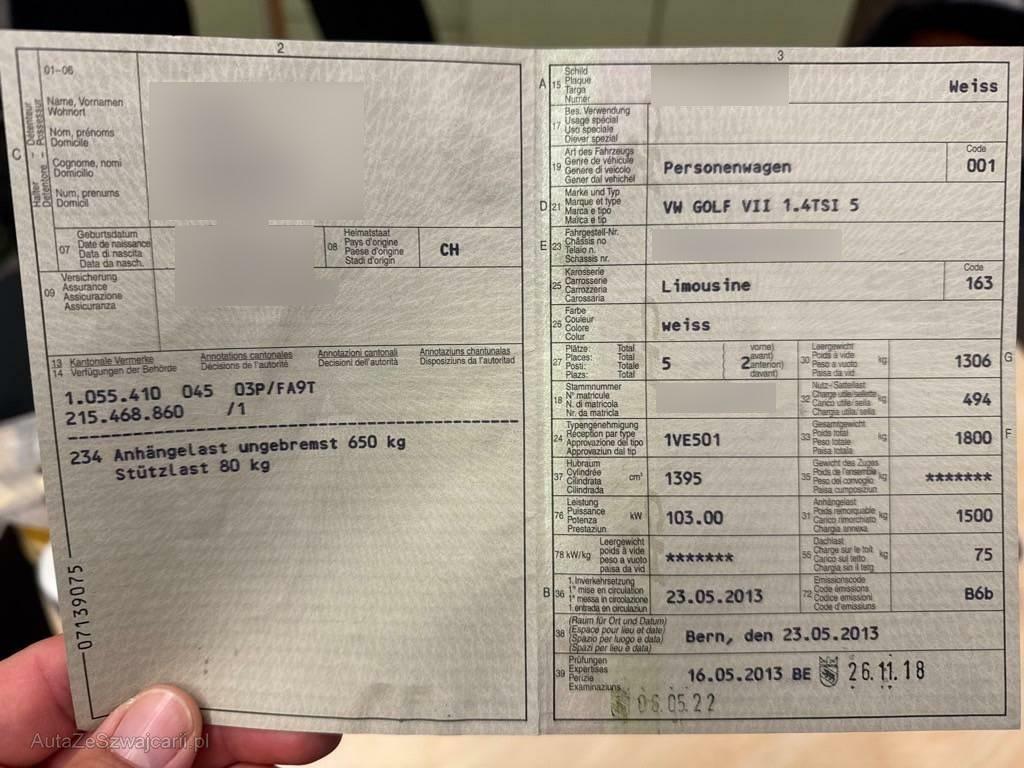 2
01-06
C
Halter - Détenteur
Detentore - Possessur
Name, Vornamen
Wohnort
Nom, prénoms
Domicile
Cognome, nomi
Domicilio
Num, prenums
Domicil
07
Geburtsdatum
Date de naissance
Data di nascita
Data da nasch.
08
Heimatstaat
Pays d'origine
Paese d'origine
Stadi d'origin
CH
09
Versicherung
Assurance
Assicurazione
Assicuranza
13 Kantonale Vermerke
14 Verfügungen der Behörde
Annotations cantonales
Décisions de l'autorité
Annotazioni cantonali
Decisioni dell'autorità
Annotaziuns chantunalas
Disposiziuns da l'autoritad
1.055.410 045 03P/FA9T
215.468.860 /1
234 Anhängelast ungebremst 650 kg
Stützlast 80 kg
07139075
3
A 15
Schild
Plaque
Targa
Numer
Weiss
17
Bes. Verwendung
Usage spécial
Uso speciale
Diever spezial
19
Art des Fahrzeugs
Genre de véhicule
Genere di veicolo
Gener dal vehichel
Personenwagen
Code
001
D 21
Marke und Typ
Marque et type
Marca e tipo
Marca e tip
VW GOLF VII 1.4TSI 5
E 23
Fahrgestell-Nr.
Châssis no
Telaio n.
Schassis nr.
25
Karosserie
Carrosserie
Carrozzeria
Carossaria
Limousine
Code
163
26
Farbe
Couleur
Colore
Colur
weiss
27
Plätze: Total
Places: Total
Posti: Totale
Plazs: Total
5
2
vorne)
avant)
anteriori)
davant)
30
Leergewicht
Poids à vide
Peso a vuoto
Paisa da vid
kg
1306
G
18
Stammnummer
N° matricule
N. di matricola
Nr. da matricla
32
Nutz-/Sattellast
Charge utile/sellette
Carico utile/sella
Chargia utila/sella
kg
494
24
Typengenehmigung
Réception par type
Approvazione del tipo
Approvaziun dal tip
1VE501
33
Gesamtgewicht
Poids total
Peso totale
Paisa totala
kg
1800
F
37
Hubraum
Cylindrée
Cilindrata
Cilindrada
cm³
1395
35
Gewicht des Zuges
Poids de l'ensemble
Peso del convoglio
Paisa cumposiziun
kg
*******
76
Leistung
Puissance
Potenza
Prestaziun
kW
103.00
31
Anhängelast
Poids remorquable
Carico rimorchiato
Chargia annexa
kg
1500
78 kW/kg
Leergewicht
poids à vide
peso a vuoto
paisa da vid
*******
55
Dachlast
Charge sur le toit
Carico sul tetto
Chargia sin il tetg
kg
75
B 36
1. Inverkehrsetzung
1re mise en circulation
1a messa in circolazione
1. entrada en circulaziun
23.05.2013
72
Emissionscode
Code émissions
Codice emissioni
Code d'emissiuns
B6b
38
(Raum für Ort und Datum)
(Espace pour lieu et date)
(Spazio per luogo e data)
(Spazi per lieu e data)
Bern, den 23.05.2013
39
Prüfungen
Expertises
Perizie
Examinaziuns
16.05.2013 BE 26.11.18
06.05.22
AutaZeSzwajcarii.pl